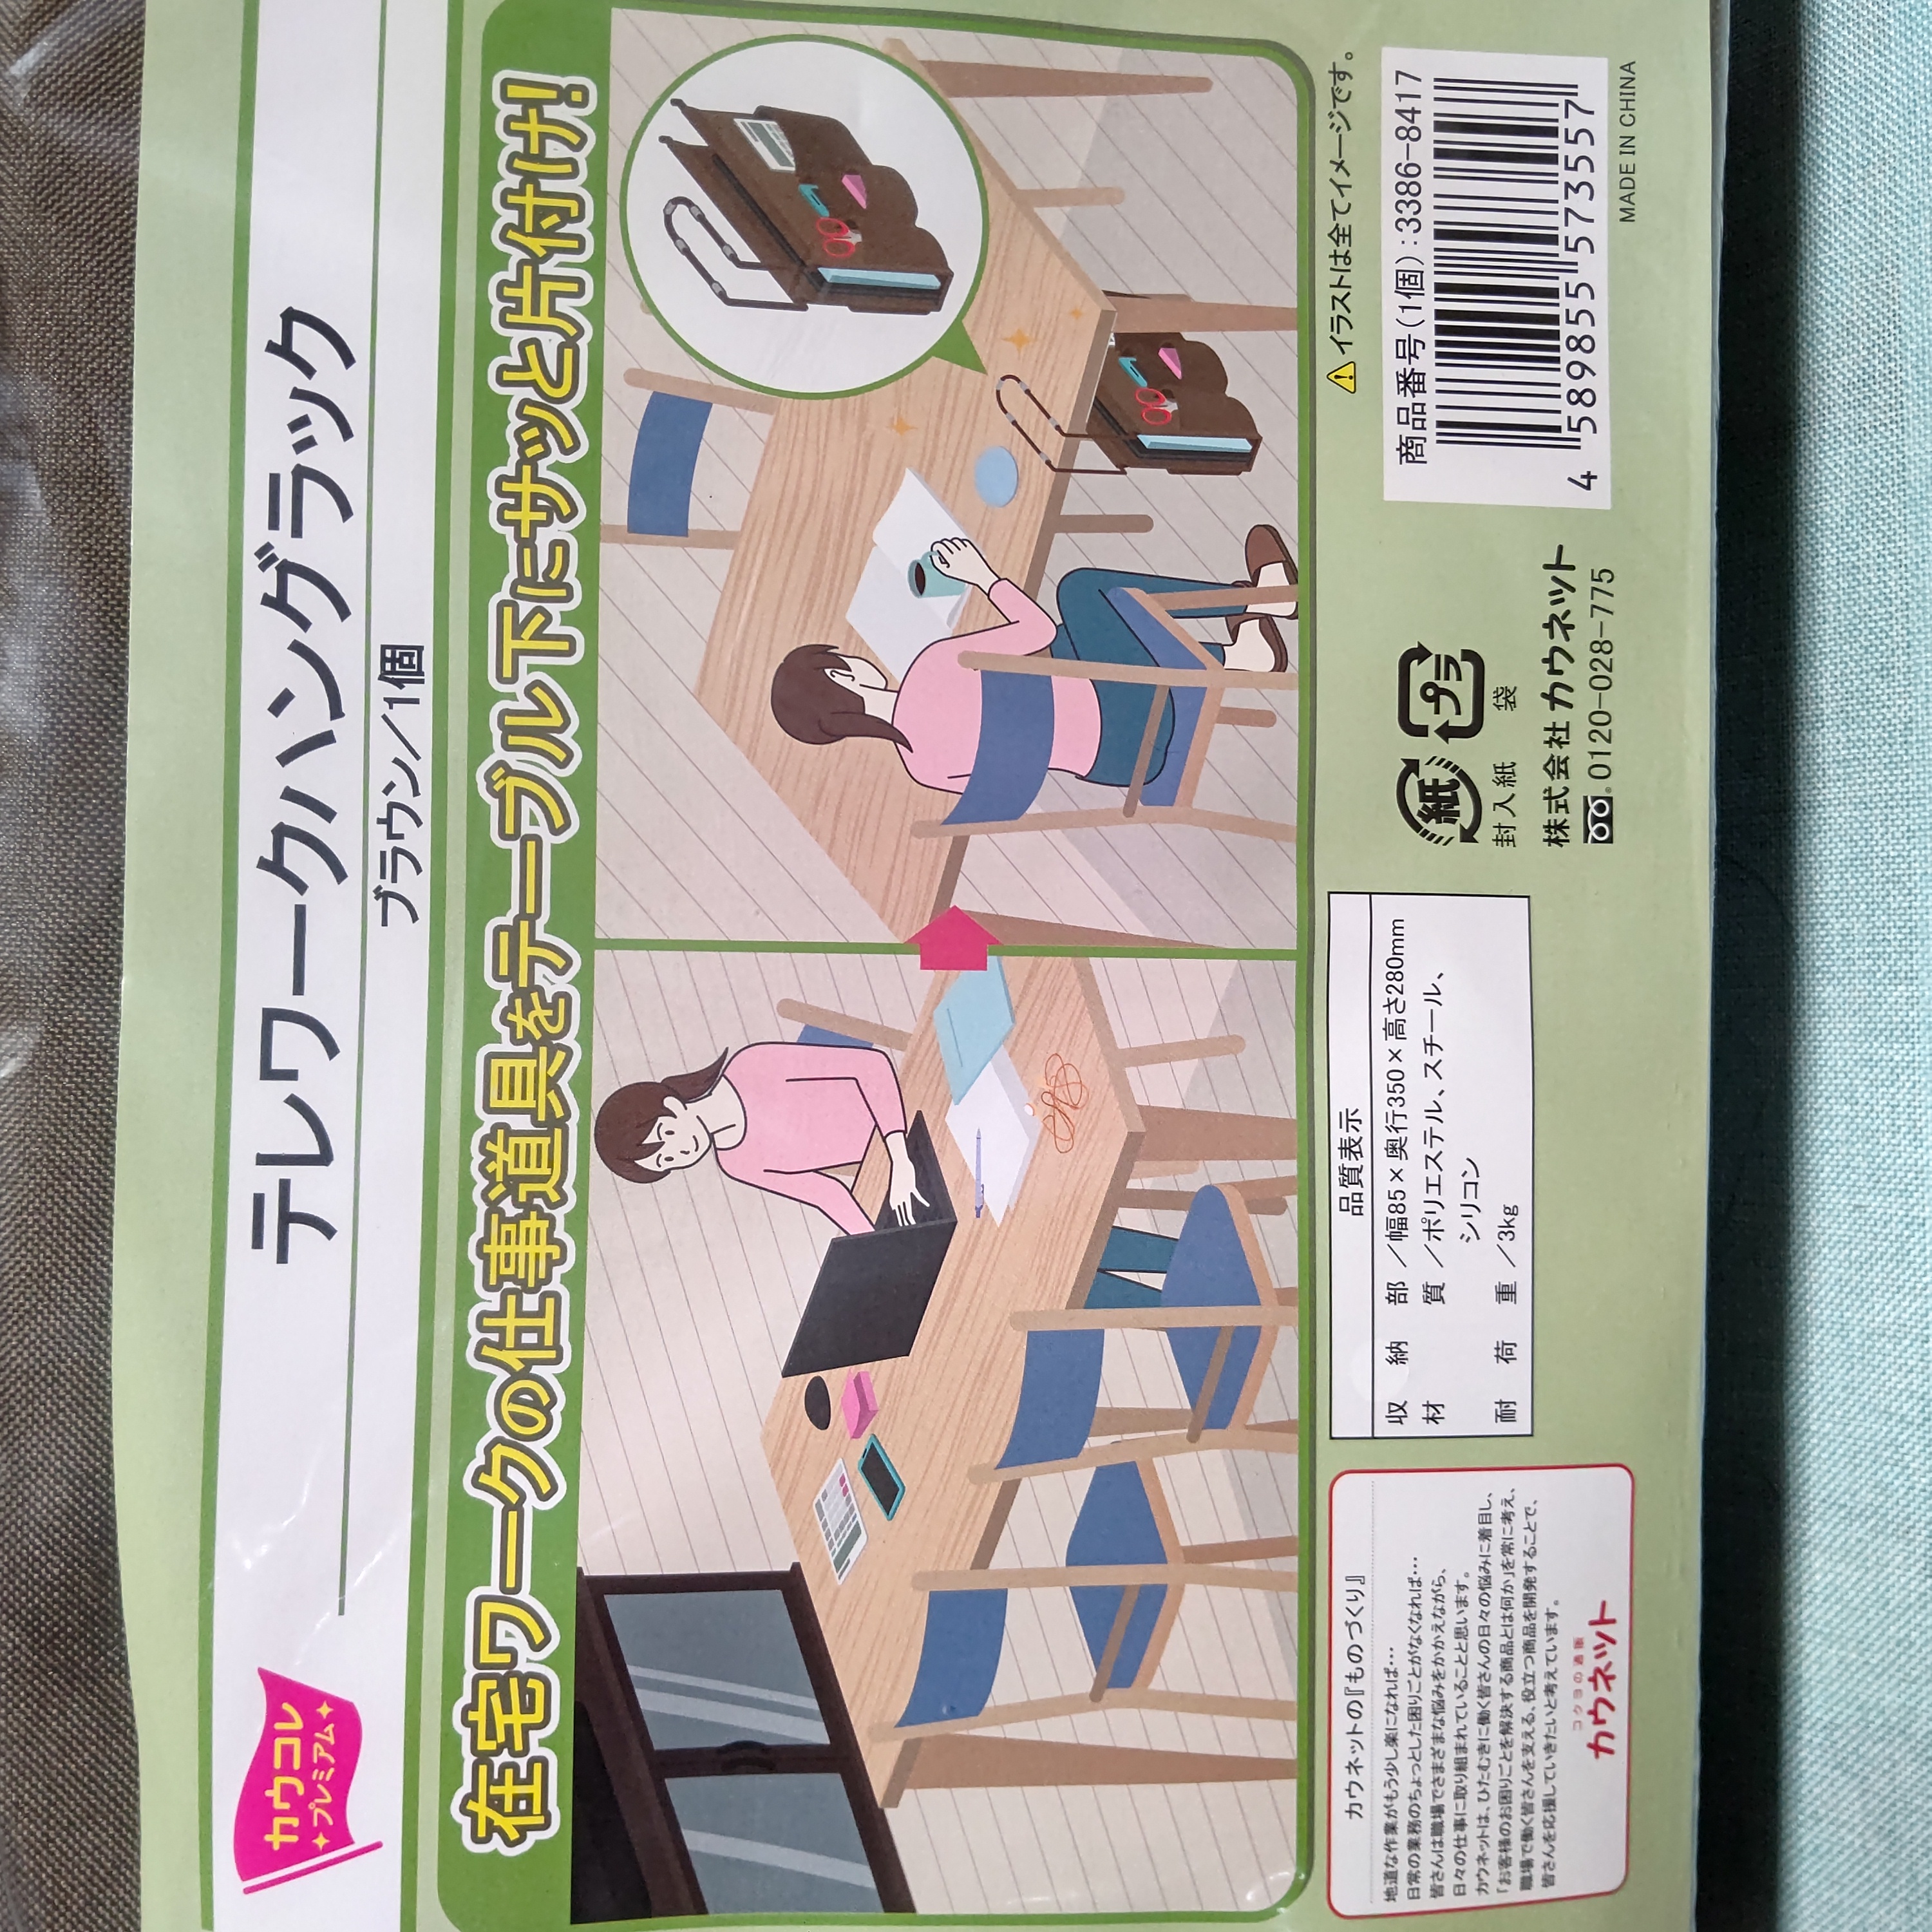 カウコレ
プレミアム
テレワークハングラック
ブラウン／1個
在宅ワークの仕事道具をテーブル下にサッと片付け!
⚠イラストは全てイメージです。
カウネットの『ものづくり』
地道な作業がもう少し楽になれば…
日常の業務のちょっとした困りごとがなくなれば…
皆さんは職場でさまざまな悩みをかかえながら、
日々の仕事に取り組まれていることと思います。
カウネットは、ひたむきに働く皆さんの日々の悩みに着目し、
「お客様のお困りごとを解決する商品とは何か」を常に考え、
職場で働く皆さんを支える、役立つ商品を開発することで、
皆さんを応援していきたいと考えています。
コクヨの通販
カウネット
品質表示
収納部／幅85×奥行350×高さ280mm
材質／ポリエステル、スチール、
シリコン
耐荷重／3kg
紙
プラ
封入紙 袋
株式会社カウネット
0120-028-775
商品番号(1個):3386-8417
4 589855 573557
MADE IN CHINA